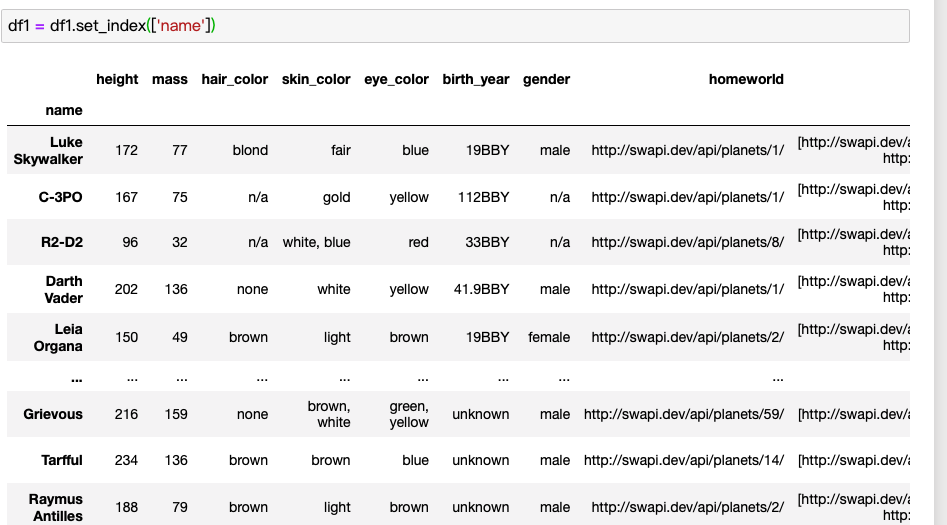 df1 = df1.set_index(['name'])
height mass hair_color skin_color eye_color birth_year gender homeworld
name
Luke Skywalker 172 77 blond fair blue 19BBY male http://swapi.dev/api/planets/1/ [http://swapi.dev/a http:
C-3PO 167 75 n/a gold yellow 112BBY n/a http://swapi.dev/api/planets/1/ [http://swapi.dev/a http:
R2-D2 96 32 n/a white, blue red 33BBY n/a http://swapi.dev/api/planets/8/ [http://swapi.dev/a http:
Darth Vader 202 136 none white yellow 41.9BBY male http://swapi.dev/api/planets/1/ [http://swapi.dev/a http:
Leia Organa 150 49 brown light brown 19BBY female http://swapi.dev/api/planets/2/ [http://swapi.dev/a http:
... ... ... ... ... ... ... ... ...
Grievous 216 159 none brown, white green, yellow unknown male http://swapi.dev/api/planets/59/ [http://swapi.dev/a
Tarfful 234 136 brown brown blue unknown male http://swapi.dev/api/planets/14/ [http://swapi.dev/a
Raymus Antilles 188 79 brown light brown unknown male http://swapi.dev/api/planets/2/ [http://swapi.dev/a http: